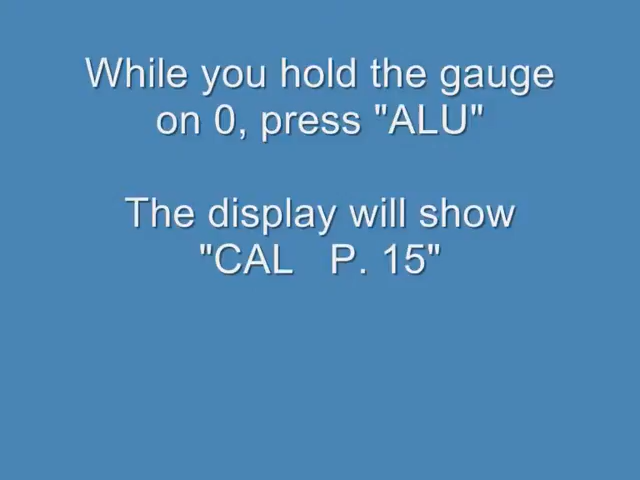 While you hold the gauge
on 0, press "ALU"
The display will show
"CAL   P. 15"